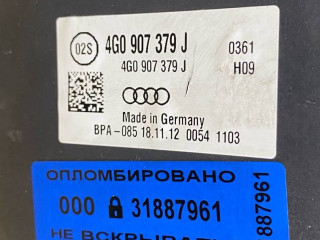 02S
4G0 907 379 J 0361
4G0 907 379 J H09
Made in Germany
BPA-085 18.11.12 0054 1103
ОПЛОМБИРОВАНО
000 31887961
НЕ ВСКРЫВАТЬ
887961